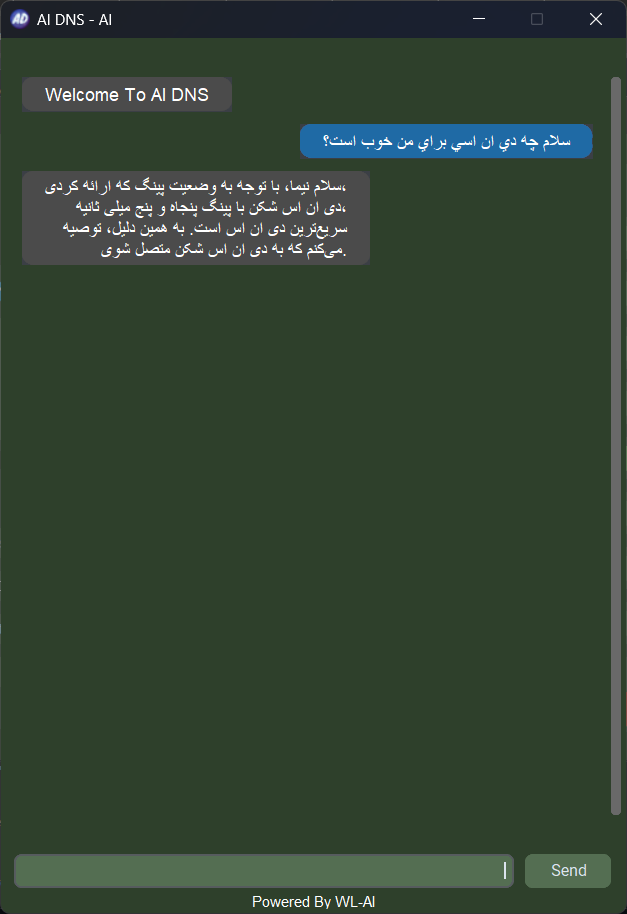 AD
AI DNS - AI
Welcome To AI DNS
سلام چه دي ان اسي براي من خوب است؟
سلام نیما، با توجه به وضعیت پینگ که ارائه کردی،
دی ان اس شکن با پینگ پنجاه و پنج میلی ثانیه،
سریع‌ترین دی ان اس است. به همین دلیل، توصیه
می‌کنم که به دی ان اس شکن متصل شوی.
Send
Powered By WL-AI